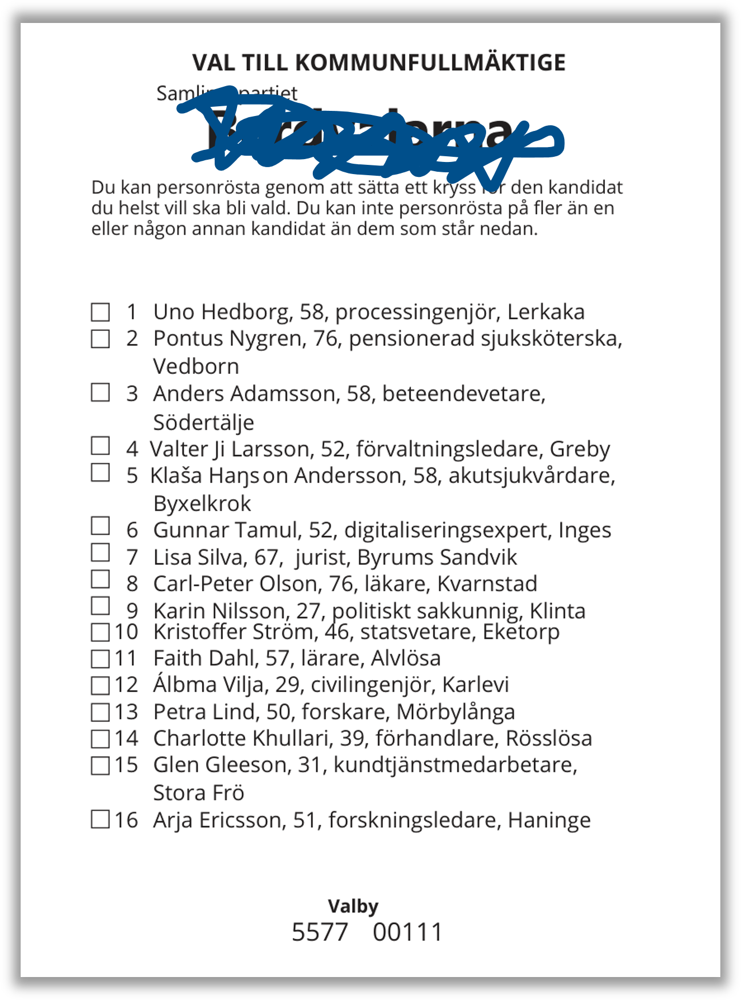 VAL TILL KOMMUNFULLMÄKTIGE
Du kan personrösta genom att sätta ett kryss för den kandidat
du helst vill ska bli vald. Du kan inte personrösta på fler än en
eller någon annan kandidat än dem som står nedan.
1 Uno Hedborg, 58, processingenjör, Lerkaka
2 Pontus Nygren, 76, pensionerad sjuksköterska,
Vedborn
3 Anders Adamsson, 58, beteendevetare,
Södertälje
4 Valter Ji Larsson, 52, förvaltningsledare, Greby
5 Klaša Haŋson Andersson, 58, akutsjukvårdare,
Byxelkrok
6 Gunnar Tamul, 52, digitaliseringsexpert, Inges
7 Lisa Silva, 67, jurist, Byrums Sandvik
8 Carl-Peter Olson, 76, läkare, Kvarnstad
9 Karin Nilsson, 27, politiskt sakkunnig, Klinta
10 Kristoffer Ström, 46, statsvetare, Eketorp
11 Faith Dahl, 57, lärare, Alvlösa
12 Álbma Vilja, 29, civilingenjör, Karlevi
13 Petra Lind, 50, forskare, Mörbylånga
14 Charlotte Khullari, 39, förhandlare, Rösslösa
15 Glen Gleeson, 31, kundtjänstmedarbetare,
Stora Frö
16 Arja Ericsson, 51, forskningsledare, Haninge
Valby
5577 00111